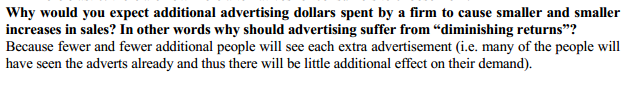 Why would you expect additional advertising dollars spent by a firm to cause smaller and smaller
increases in sales? In other words why should advertising suffer from “diminishing returns”?
Because fewer and fewer additional people will see each extra advertisement (i.e. many of the people will
have seen the adverts already and thus there will be little additional effect on their demand).